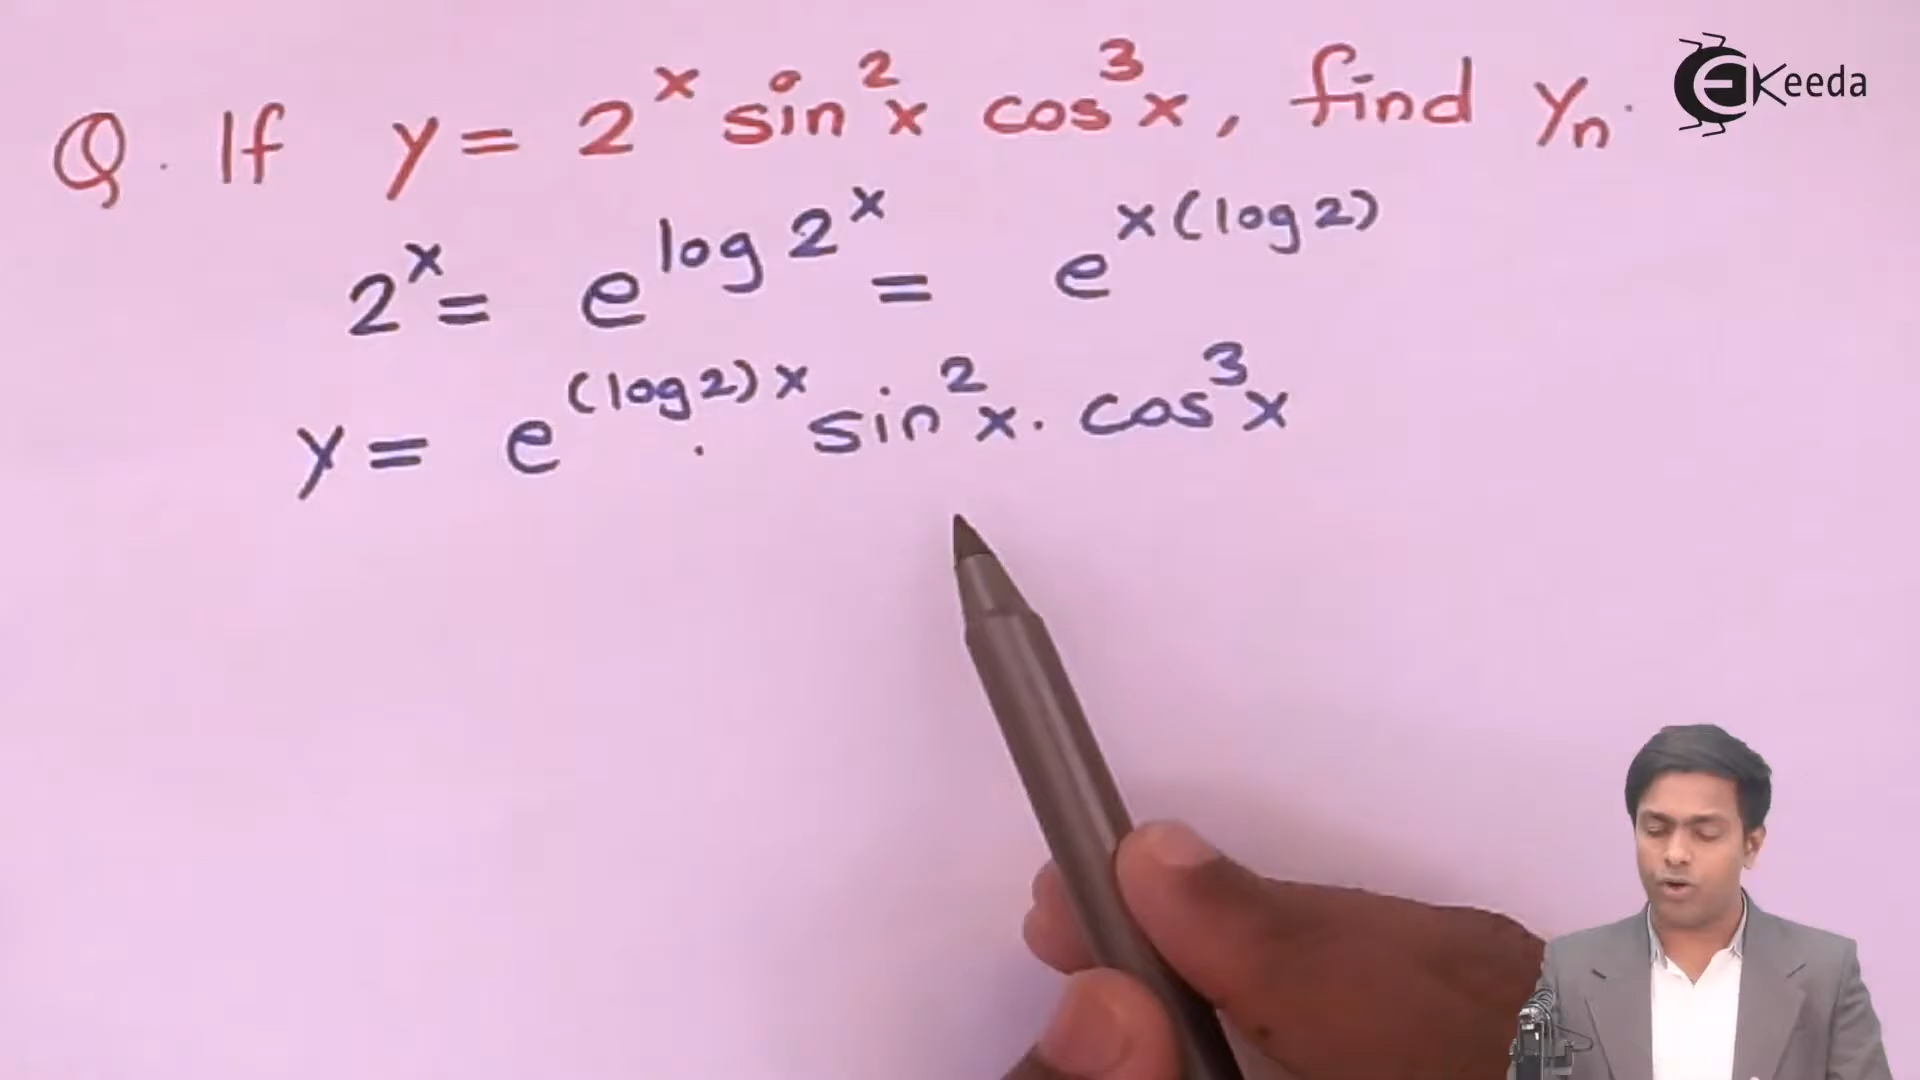 Q. If y = 2^x sin^2 x cos^3 x, find y_n.
2^x = e^{log 2^x} = e^{x(log 2)}
y = e^{(log 2)x} . sin^2 x . cos^3 x
Keeda